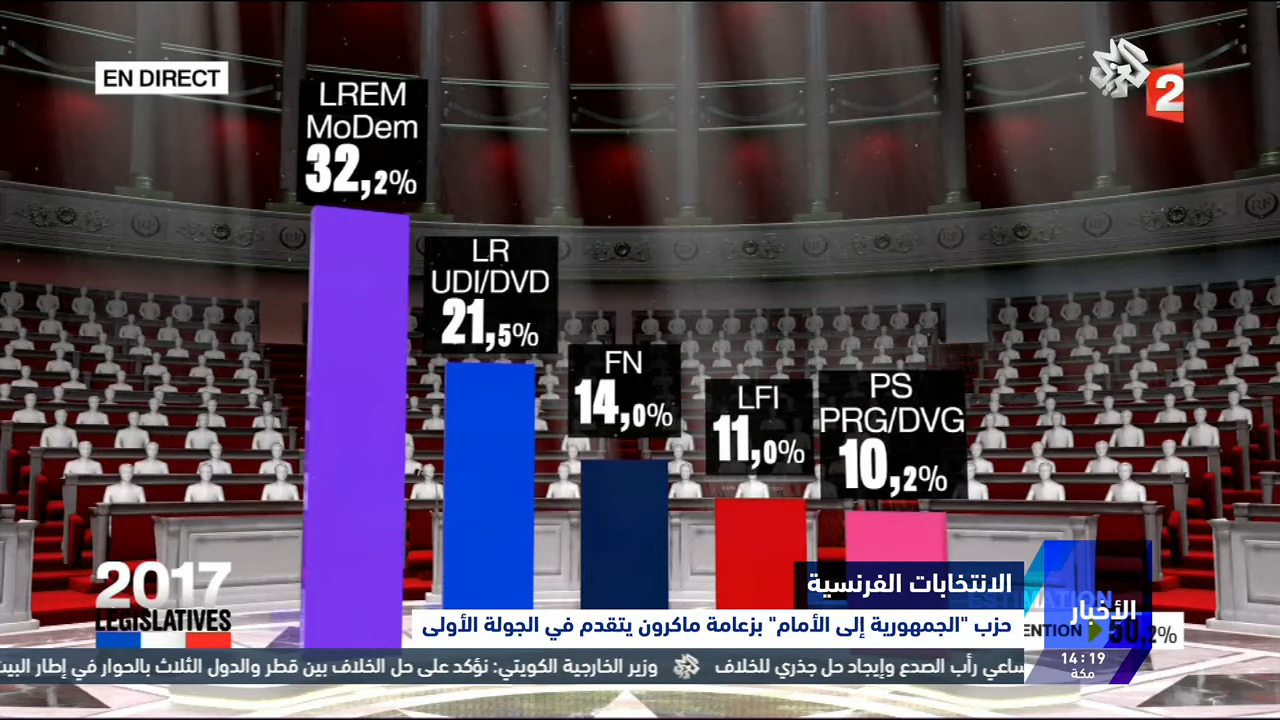 EN DIRECT
2
LREM
MoDem
32,2%
LR
UDI/DVD
21,5%
FN
14,0%
LFI
11,0%
PS
PRG/DVG
10,2%
2017
LEGISLATIVES
الانتخابات الفرنسية
حزب "الجمهورية إلى الأمام" بزعامة ماكرون يتقدم في الجولة الأولى
ESTIMATION
الأخبار
50,2%
14:19
مكة
رأب الصدع وإيجاد حل جذري للخلاف
وزير الخارجية الكويتي: نؤكد على حل الخلاف بين قطر والدول الثلاث بالحوار في إطار